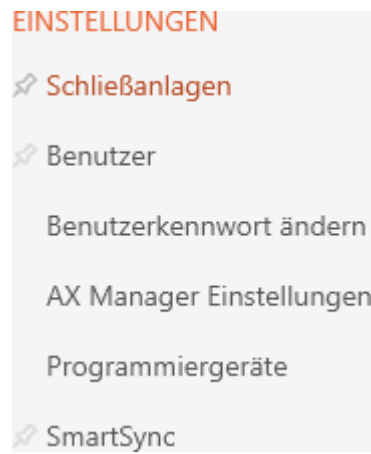 EINSTELLUNGEN
Schließanlagen
Benutzer
Benutzerkennwort ändern
AX Manager Einstellungen
Programmiergeräte
SmartSync